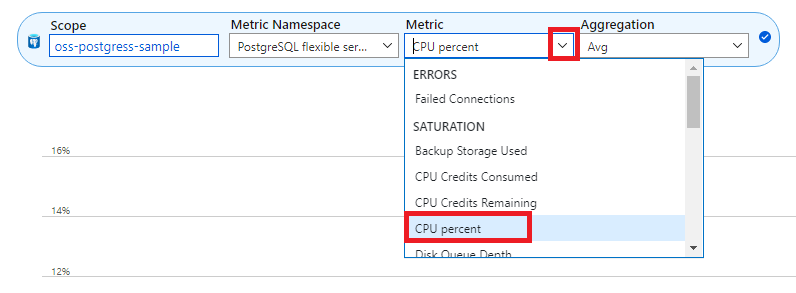 Scope
Metric Namespace
Metric
Aggregation
oss-postgress-sample
PostgreSQL flexible ser...
CPU percent
Avg
ERRORS
Failed Connections
SATURATION
Backup Storage Used
CPU Credits Consumed
CPU Credits Remaining
CPU percent
Disk Queue Depth
16%
14%
12%